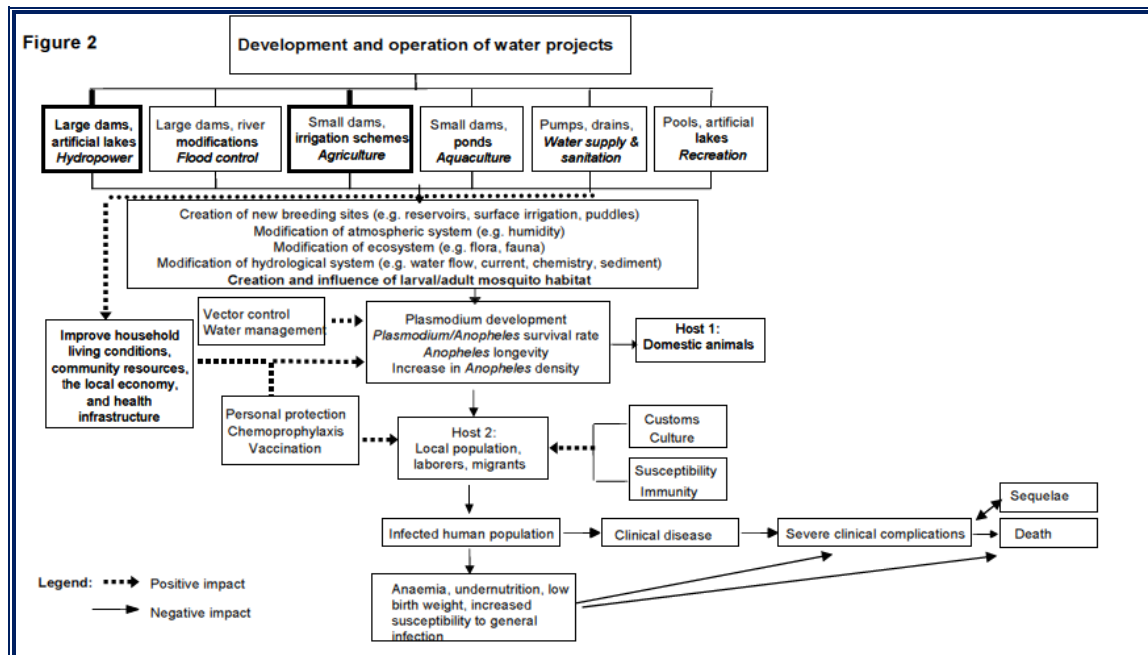 Figure 2
Development and operation of water projects
Large dams,
artificial lakes
Hydropower
Large dams, river
modifications
Flood control
Small dams,
irrigation schemes
Agriculture
Small dams,
ponds
Aquaculture
Pumps, drains,
Water supply &
sanitation
Pools, artificial
lakes
Recreation
Creation of new breeding sites (e.g. reservoirs, surface irrigation, puddles)
Modification of atmospheric system (e.g. humidity)
Modification of ecosystem (e.g. flora, fauna)
Modification of hydrological system (e.g. water flow, current, chemistry, sediment)
Creation and influence of larval/adult mosquito habitat
Vector control
Water management
Improve household
living conditions,
community resources,
the local economy,
and health
infrastructure
Plasmodium development
Plasmodium/Anopheles survival rate
Anopheles longevity
Increase in Anopheles density
Host 1:
Domestic animals
Personal protection
Chemoprophylaxis
Vaccination
Host 2:
Local population,
laborers, migrants
Customs
Culture
Susceptibility
Immunity
Infected human population
Clinical disease
Severe clinical complications
Sequelae
Death
Anaemia, undernutrition, low
birth weight, increased
susceptibility to general
infection
Legend:
Positive impact
Negative impact